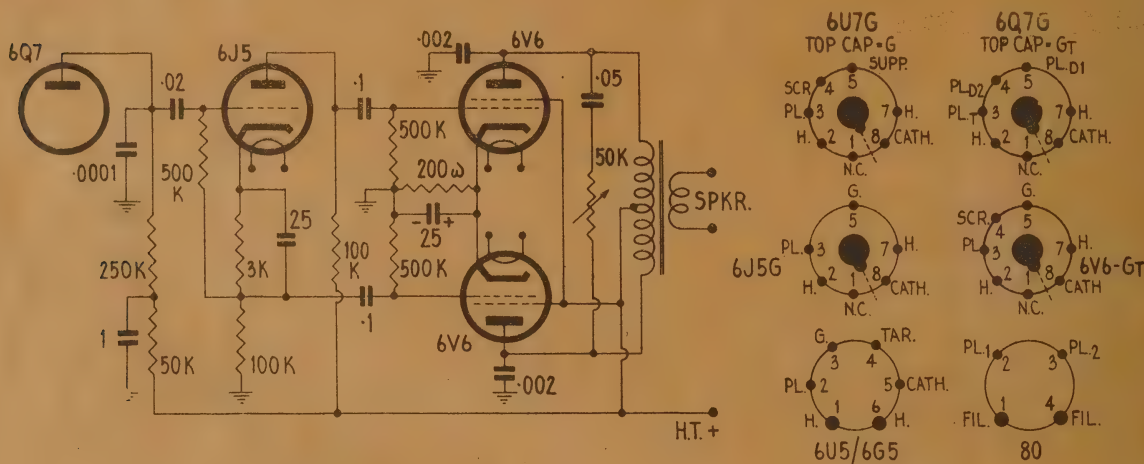 6Q7
6J5
6V6
.002
.02
.1
.05
.0001
500
K
500K
200ω
50K
SPKR.
- 25 +
25
250K
3K
100
K
500K
.1
1
50K
100K
6V6
.002
H.T. +
6U7G
TOP CAP = G
SUPP.
5
SCR.
4
PL.
3
7
H.
H.
2
1
8
CATH.
N.C.
6Q7G
TOP CAP = GT
PL.D1
5
PL.D2
4
PL.T
3
7
H.
H.
2
1
8
CATH.
N.C.
G.
5
6J5G
PL.
3
7
H.
H.
2
1
8
CATH.
N.C.
G.
5
SCR.
4
PL.
3
7
H.
6V6-GT
H.
2
1
8
CATH
N.C.
G.
3
TAR.
4
PL.
2
5
CATH.
H.
1
6
H.
6U5/6G5
PL.1
2
3
PL.2
1
4
FIL.
FIL.
80